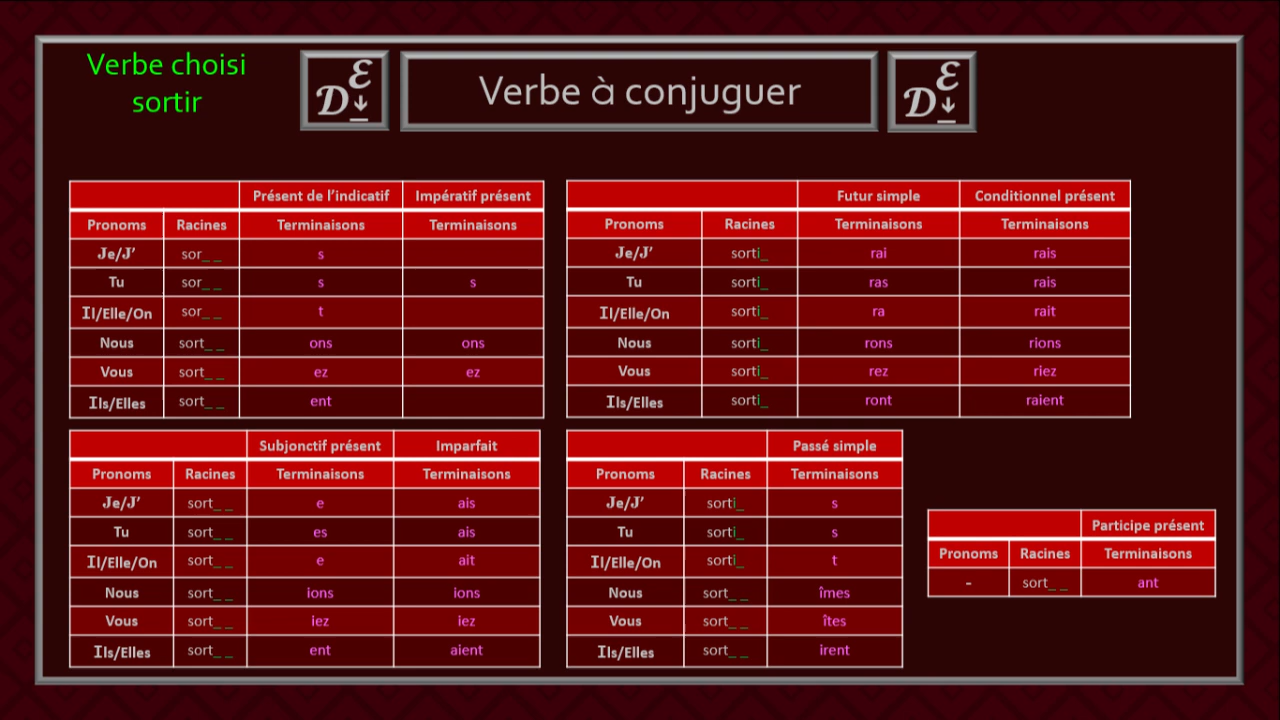 Verbe choisi
sortir
D ℰ ↓
Verbe à conjuguer
D ℰ ↓
Présent de l’indicatif Impératif présent
Pronoms Racines Terminaisons Terminaisons
Je/J’ sor_ _ s
Tu sor_ _ s s
Il/Elle/On sor_ _ t
Nous sort_ _ ons ons
Vous sort_ _ ez ez
Ils/Elles sort_ _ ent
Futur simple Conditionnel présent
Pronoms Racines Terminaisons Terminaisons
Je/J’ sorti_ rai rais
Tu sorti_ ras rais
Il/Elle/On sorti_ ra rait
Nous sorti_ rons rions
Vous sorti_ rez riez
Ils/Elles sorti_ ront raient
Subjonctif présent Imparfait
Pronoms Racines Terminaisons Terminaisons
Je/J’ sort_ _ e ais
Tu sort_ _ es ais
Il/Elle/On sort_ _ e ait
Nous sort_ _ ions ions
Vous sort_ _ iez iez
Ils/Elles sort_ _ ent aient
Passé simple
Pronoms Racines Terminaisons
Je/J’ sorti_ s
Tu sorti_ s
Il/Elle/On sorti_ t
Nous sort_ _ îmes
Vous sort_ _ îtes
Ils/Elles sort_ _ irent
Participe présent
Pronoms Racines Terminaisons
- sort_ _ ant